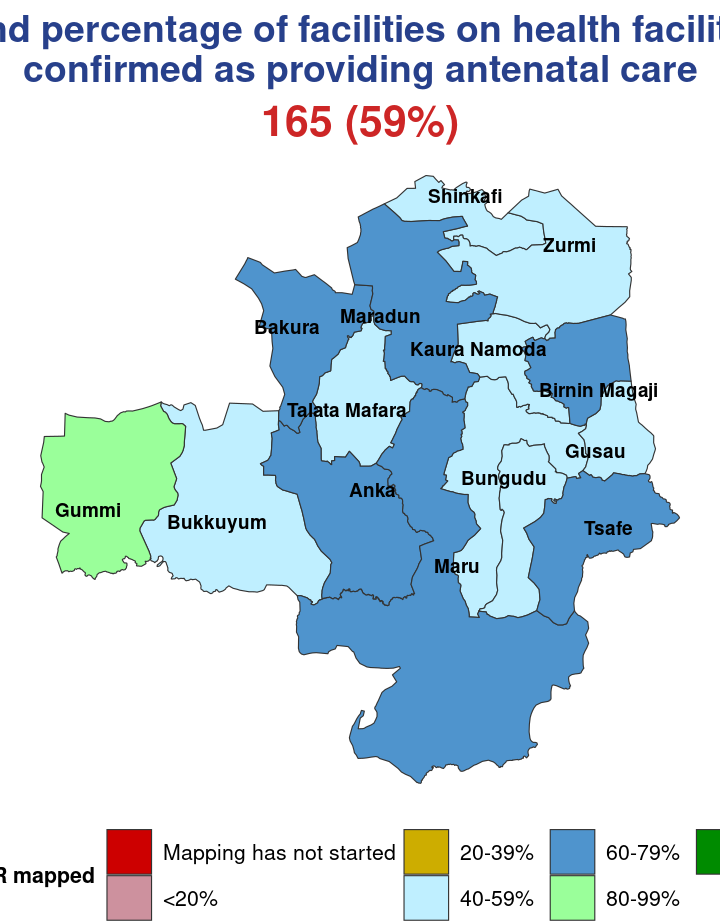 percentage of facilities on health
confirmed as providing antenatal care
165 (59%)
Shinkafi
Zurmi
Maradun
Bakura
Kaura Namoda
Birnin Magaji
Talata Mafara
Gusau
Bungudu
Anka
Gummi
Bukkuyum
Tsafe
Maru
mapped
Mapping has not started
20-39%
60-79%
<20%
40-59%
80-99%